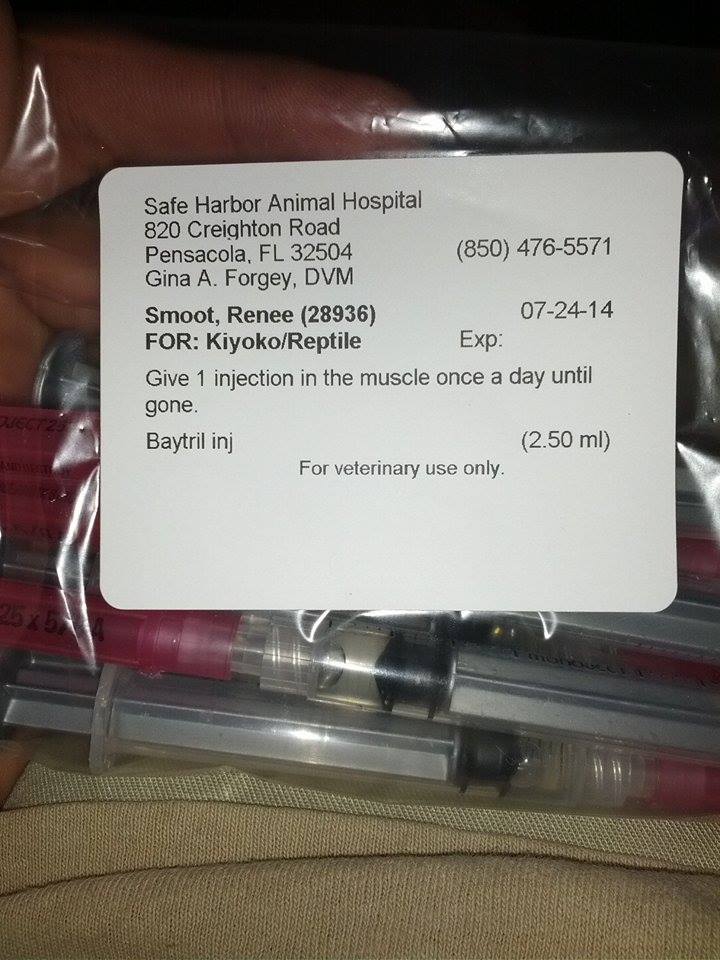 Safe Harbor Animal Hospital
820 Creighton Road
Pensacola, FL 32504 (850) 476-5571
Gina A. Forgey, DVM
Smoot, Renee (28936) 07-24-14
FOR: Kiyoko/Reptile Exp:
Give 1 injection in the muscle once a day until
gone.
Baytril inj (2.50 ml)
For veterinary use only.
25 x 5/